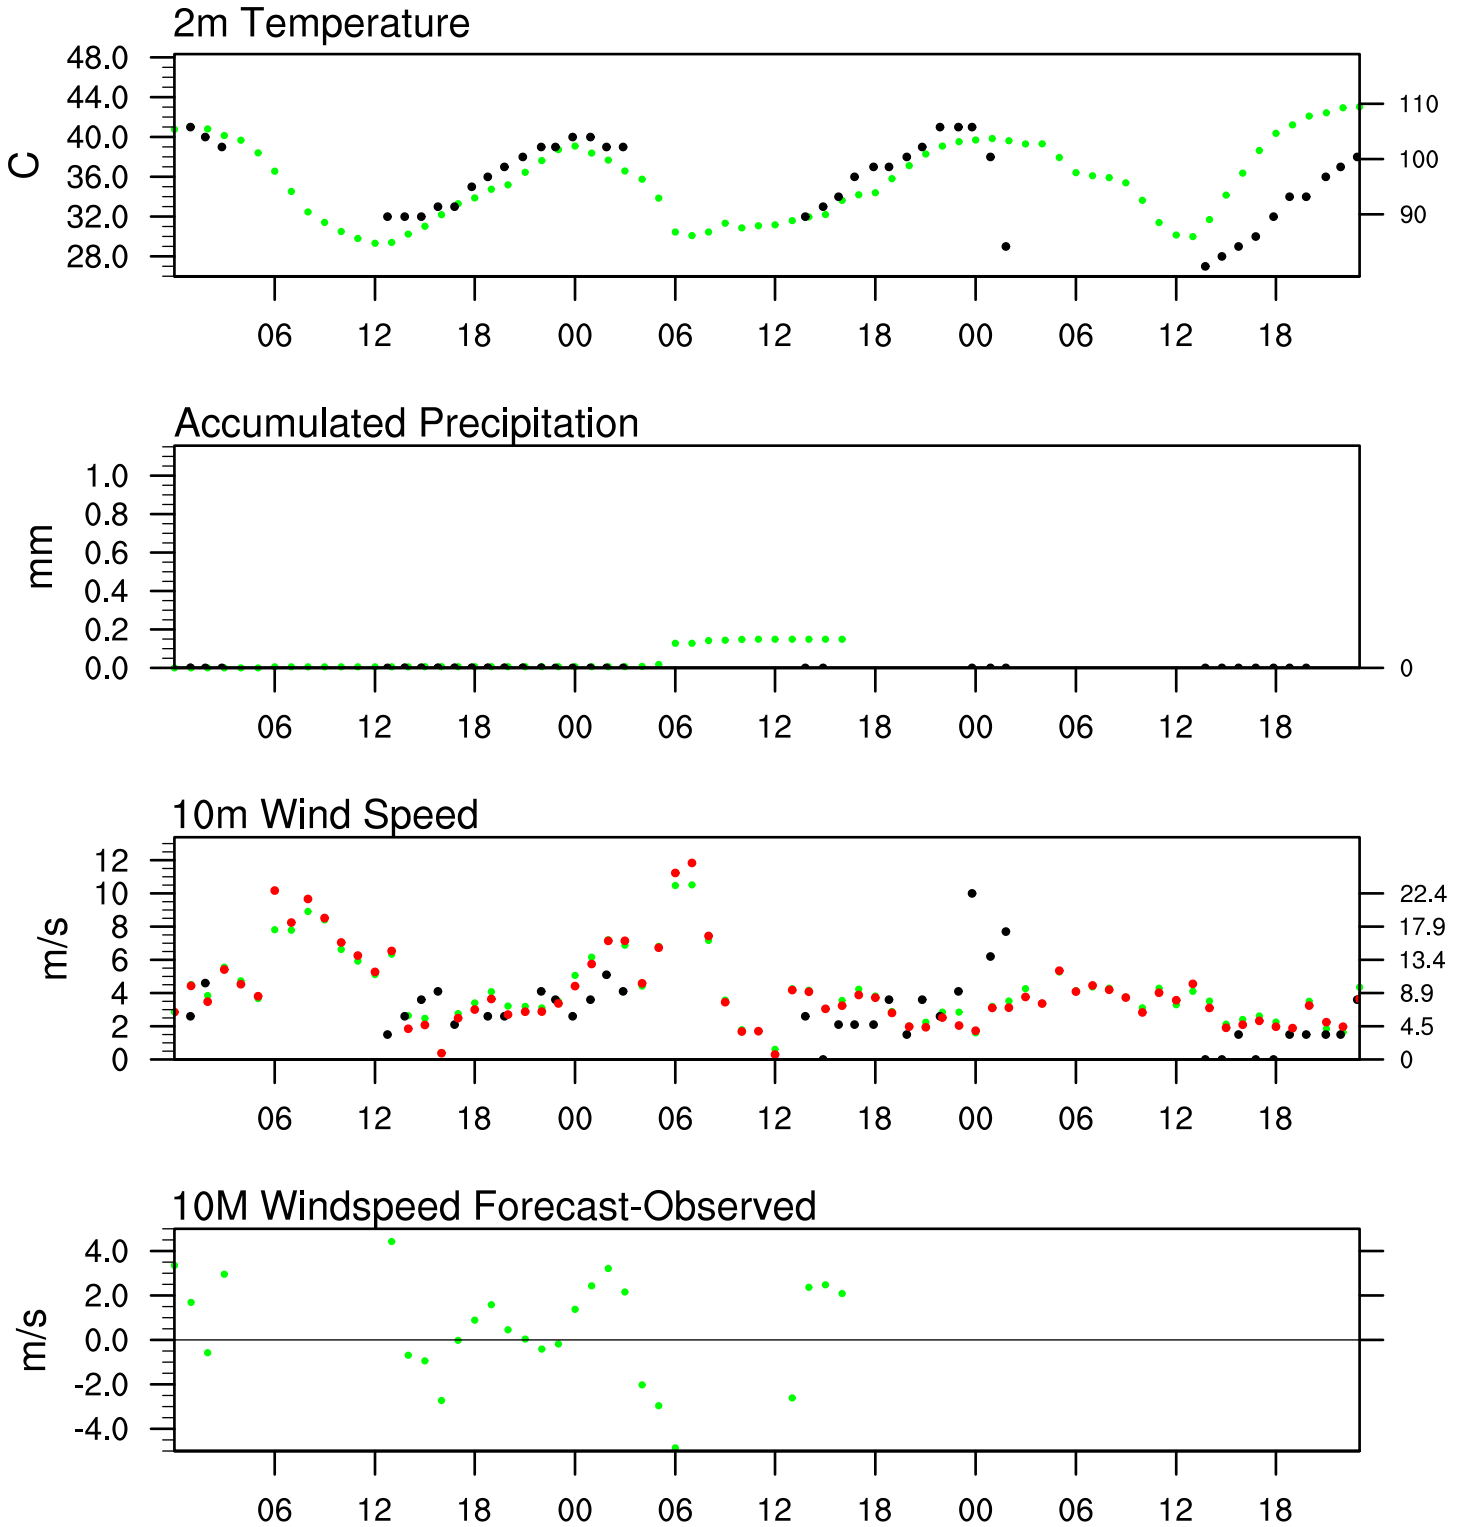 2m Temperature
48.0
44.0
40.0
36.0
32.0
28.0
C
110
100
90
06 12 18 00 06 12 18 00 06 12 18
Accumulated Precipitation
1.0
0.8
0.6
0.4
0.2
0.0
mm
0
06 12 18 00 06 12 18 00 06 12 18
10m Wind Speed
12
10
8
6
4
2
0
m/s
22.4
17.9
13.4
8.9
4.5
0
06 12 18 00 06 12 18 00 06 12 18
10M Windspeed Forecast-Observed
4.0
2.0
0.0
-2.0
-4.0
m/s
06 12 18 00 06 12 18 00 06 12 18